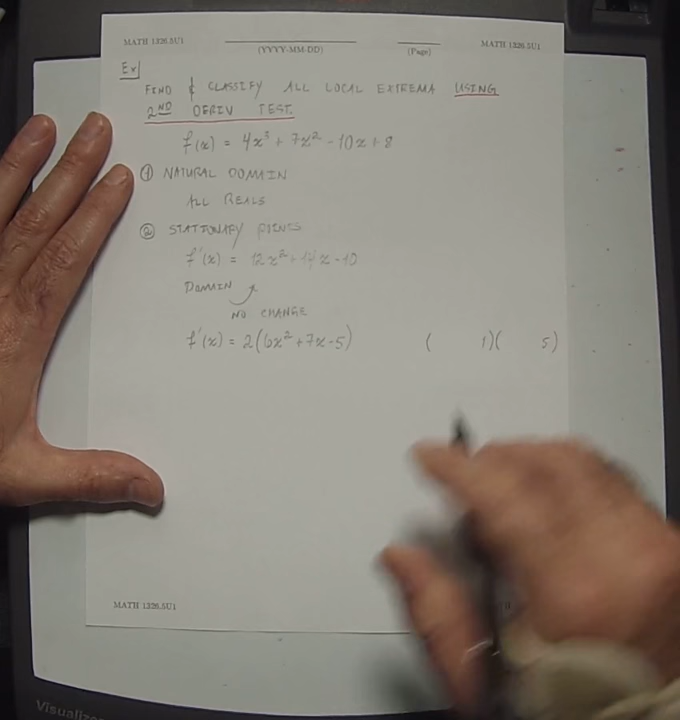 MATH 1326.5U1 MATH 1326.5U1
(YYYY-MM-DD) (Page)
Ex
FIND & CLASSIFY ALL LOCAL EXTREMA USING
2ND DERIV TEST.
f(x) = 4x³ + 7x² - 10x + 8
① NATURAL DOMAIN
ALL REALS
② STATIONARY POINTS
f'(x) = 12x² + 14x - 10
DOMAIN
NO CHANGE
f'(x) = 2(6x² + 7x - 5) ( 1)( 5)
MATH 1326.5U1
Visualize